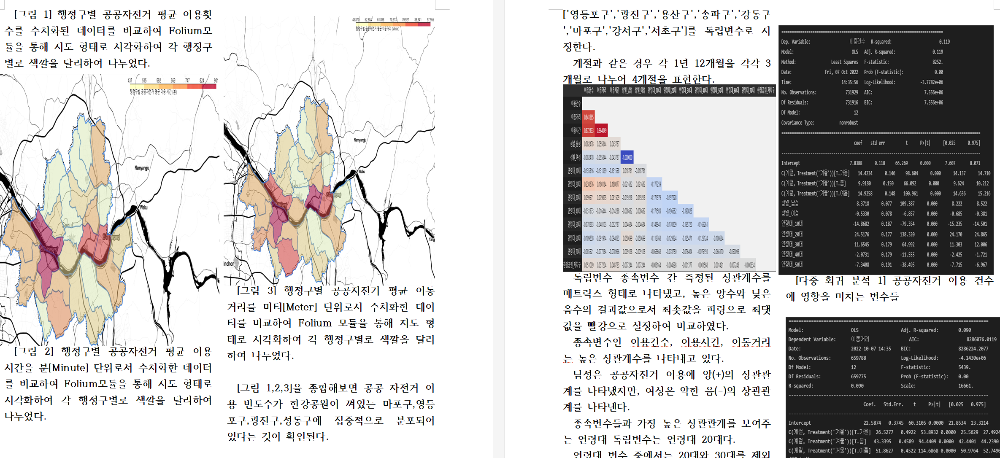 [그림 1] 행정구별 공공자전거 평균 이용횟
수를 수치화된 데이터를 비교하여 Folium모
듈을 통해 지도 형태로 시각화하여 각 행정구
별로 색깔을 달리하여 나누었다.
437 515 592 669 747 824 901
행정구별 공공자전거 평균 이용 시간 (분)
Namyangju
Wabu
Seoul
[그림 2] 행정구별 공공자전거 평균 이용
시간을 분[Minute] 단위로서 수치화한 데이터
를 비교하여 Folium모듈을 통해 지도 형태로
시각화하여 각 행정구별로 색깔을 달리하여
나누었다.
43,870 52,884 61,898 70,913 79,927 88,941 97,955
행정구별 공공자전거 평균 이동거리 (Meter)
Namyangju
Wabu
Seoul
Yang
Inchon
[그림 3] 행정구별 공공자전거 평균 이동
거리를 미터[Meter] 단위로서 수치화한 데이
터를 비교하여 Folium 모듈을 통해 지도 형
태로 시각화하여 각 행정구별로 색깔을 달리
하여 나누었다.
[그림 1,2,3]을 종합해보면 공공 자전거 이
용 빈도수가 한강공원이 껴있는 마포구,영등
포구,광진구,성동구에 집중적으로 분포되어
있다는 것이 확인된다.
['영등포구','광진구','용산구','송파구','강동구
','마포구','강서구','서초구']를 독립변수로 지
정한다.
계절과 같은 경우 각 1년 12개월을 각각 3
개월로 나누어 4계절을 표현한다.
이용건수 이동거리 이용시간 성별_남성 성별_여성 연령대_10대 연령대_20대 연령대_30대 연령대_40대 연령대_50대 연령대_60대 연령대_70대 한강공원_자치구
이용건수
이동거리 0.841385
이용시간 0.872133 0.964049
성별_남성 0.082478 0.055844 0.043787
성별_여성 -0.082478 -0.055844 -0.043787 -1.000000
연령대_10대 -0.135316 -0.131399 -0.131558 0.018781 -0.018781
연령대_20대 0.230876 0.180164 0.180877 -0.021682 0.021682 -0.177259
연령대_30대 0.099571 0.079875 0.081509 -0.019218 0.019218 -0.171979 -0.197228
연령대_40대 -0.031373 -0.016444 -0.014238 -0.008682 0.008682 -0.171503 -0.196682 -0.190823
연령대_50대 -0.070203 -0.048103 -0.052737 0.004684 -0.004684 -0.148941 -0.170809 -0.165720 -0.165261
연령대_60대 -0.109838 -0.091914 -0.094053 0.050699 -0.050699 -0.112768 -0.129324 -0.125471 -0.125124 -0.108664
연령대_70대 -0.085521 -0.077384 -0.078996 0.009128 -0.009128 -0.068668 -0.078750 -0.076404 -0.076193 -0.066170 -0.050099
한강공원_자치구 0.051009 0.037204 0.048723 -0.007244 0.007244 -0.003164 -0.004698 -0.001377 0.001568 0.001421 0.007243 -0.000334
독립변수 종속변수 간 측정된 상관계수를
매트릭스 형태로 나타냈고, 높은 양수와 낮은
음수의 결과값으로서 최솟값을 파랑으로 최댓
값을 빨강으로 설정하여 비교하였다.
종속변수인 이용건수, 이용시간, 이동거리
는 높은 상관계수를 나타내고 있다.
남성은 공공자전거 이용에 양(+)의 상관관
계를 나타냈지만, 여성은 약한 음(-)의 상관관
계를 나타낸다.
종속변수들과 가장 높은 상관관계를 보여주
는 연령대 독립변수는 연령대_20대다.
연령대 변수 중에서는 20대와 30대를 제외
Dep. Variable: 이용건수 R-squared: 0.119
Model: OLS Adj. R-squared: 0.119
Method: Least Squares F-statistic: 8252.
Date: Fri, 07 Oct 2022 Prob (F-statistic): 0.00
Time: 14:35:56 Log-Likelihood: -3.7782e+06
No. Observations: 731929 AIC: 7.556e+06
Df Residuals: 731916 BIC: 7.556e+06
Df Model: 12
Covariance Type: nonrobust
coef std err t P>|t| [0.025 0.975]
Intercept 7.8388 0.118 66.269 0.000 7.607 8.071
C(계절, Treatment('겨울'))[T.가을] 14.4234 0.146 98.604 0.000 14.137 14.710
C(계절, Treatment('겨울'))[T.봄] 9.9180 0.150 66.092 0.000 9.624 10.212
C(계절, Treatment('겨울'))[T.여름] 14.9258 0.148 100.961 0.000 14.636 15.216
성별_남성 8.3718 0.077 109.387 0.000 8.222 8.522
성별_여성 -0.5330 0.078 -6.857 0.000 -0.685 -0.381
연령대_10대 -14.8682 0.187 -79.354 0.000 -15.235 -14.501
연령대_20대 24.5176 0.177 138.320 0.000 24.170 24.865
연령대_30대 11.6545 0.179 64.992 0.000 11.303 12.006
연령대_40대 -2.0731 0.179 -11.555 0.000 -2.425 -1.721
연령대_50대 -7.3408 0.191 -38.495 0.000 -7.715 -6.967
[다중 회귀 분석 1] 공공자전거 이용 건수
에 영향을 미치는 변수들
Model: OLS Adj. R-squared: 0.090
Dependent Variable: 이동거리 AIC: 8286076.0119
Date: 2022-10-07 14:35 BIC: 8286224.2077
No. Observations: 659788 Log-Likelihood: -4.1430e+06
Df Model: 12 F-statistic: 5439.
Df Residuals: 659775 Prob (F-statistic): 0.00
R-squared: 0.090 Scale: 16661.
Coef. Std.Err. t P>|t| [0.025 0.975]
Intercept 22.5874 0.3745 60.3105 0.0000 21.8534 23.3214
C(계절, Treatment('겨울'))[T.가을] 26.5277 0.4922 53.8932 0.0000 25.5629 27.4924
C(계절, Treatment('겨울'))[T.봄] 43.3395 0.4589 94.4409 0.0000 42.4401 44.2390
C(계절, Treatment('겨울'))[T.여름] 51.8627 0.4522 114.6868 0.0000 50.9764 52.7490